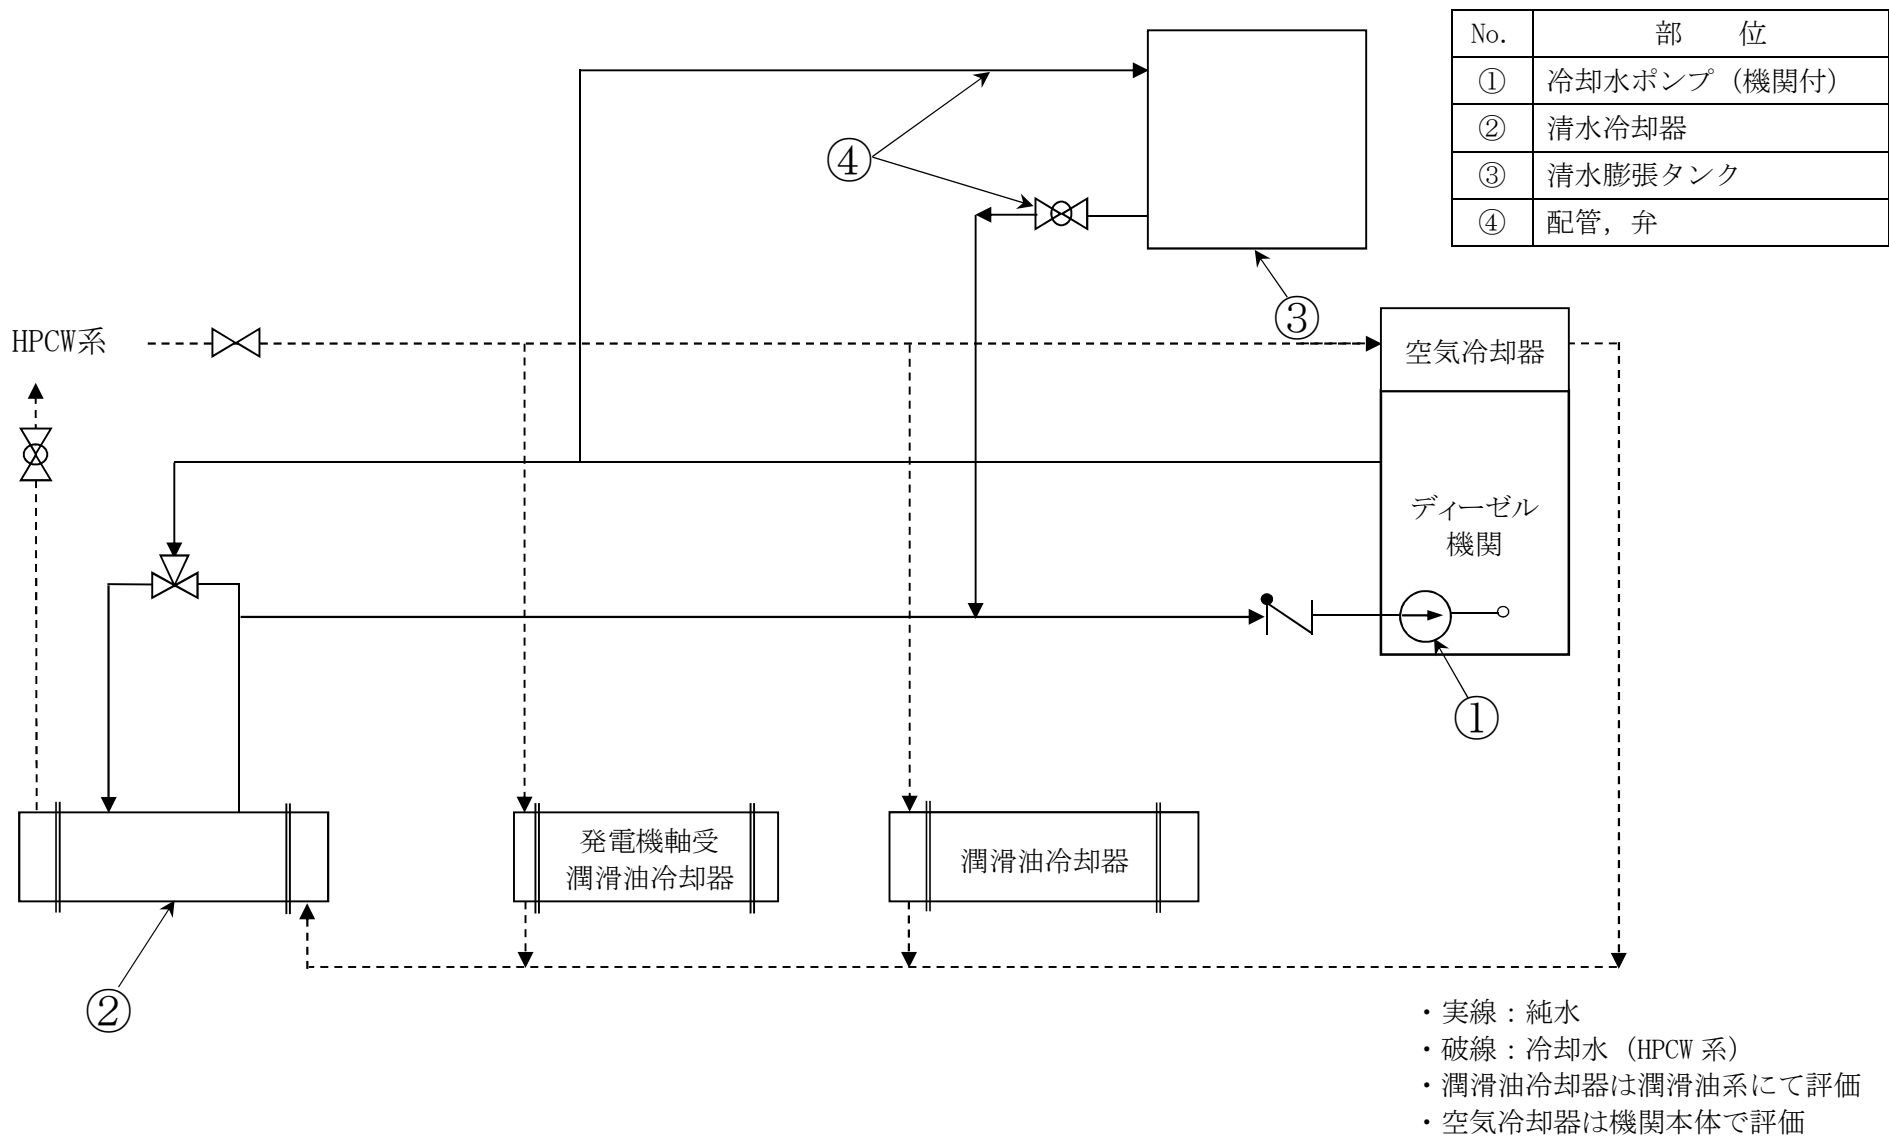 No. 部 位
① 冷却水ポンプ（機関付）
② 清水冷却器
③ 清水膨張タンク
④ 配管，弁
④
③
HPCW系
空気冷却器
ディーゼル
機関
①
発電機軸受
潤滑油冷却器
潤滑油冷却器
②
・実線：純水
・破線：冷却水（HPCW 系）
・潤滑油冷却器は潤滑油系にて評価
・空気冷却器は機関本体で評価